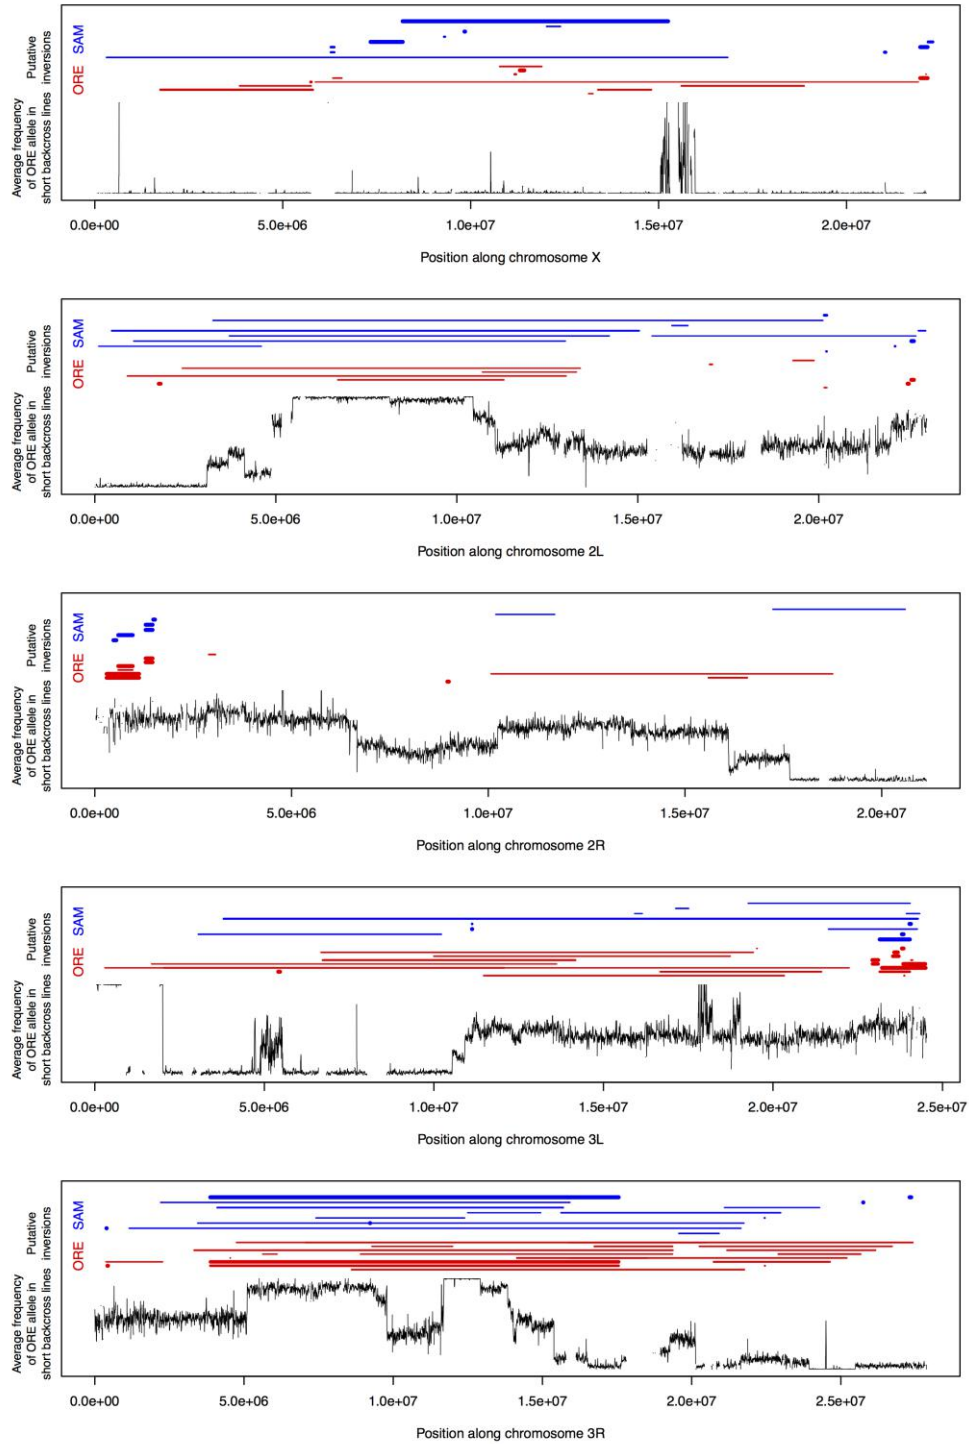 SAM
ORE
Putative
inversions
Average frequency
of ORE allele in
short backcross lines
0.0e+00 5.0e+06 1.0e+07 1.5e+07 2.0e+07
Position along chromosome X
SAM
ORE
Putative
inversions
Average frequency
of ORE allele in
short backcross lines
0.0e+00 5.0e+06 1.0e+07 1.5e+07 2.0e+07
Position along chromosome 2L
SAM
ORE
Putative
inversions
Average frequency
of ORE allele in
short backcross lines
0.0e+00 5.0e+06 1.0e+07 1.5e+07 2.0e+07
Position along chromosome 2R
SAM
ORE
Putative
inversions
Average frequency
of ORE allele in
short backcross lines
0.0e+00 5.0e+06 1.0e+07 1.5e+07 2.0e+07 2.5e+07
Position along chromosome 3L
SAM
ORE
Putative
inversions
Average frequency
of ORE allele in
short backcross lines
0.0e+00 5.0e+06 1.0e+07 1.5e+07 2.0e+07 2.5e+07
Position along chromosome 3R